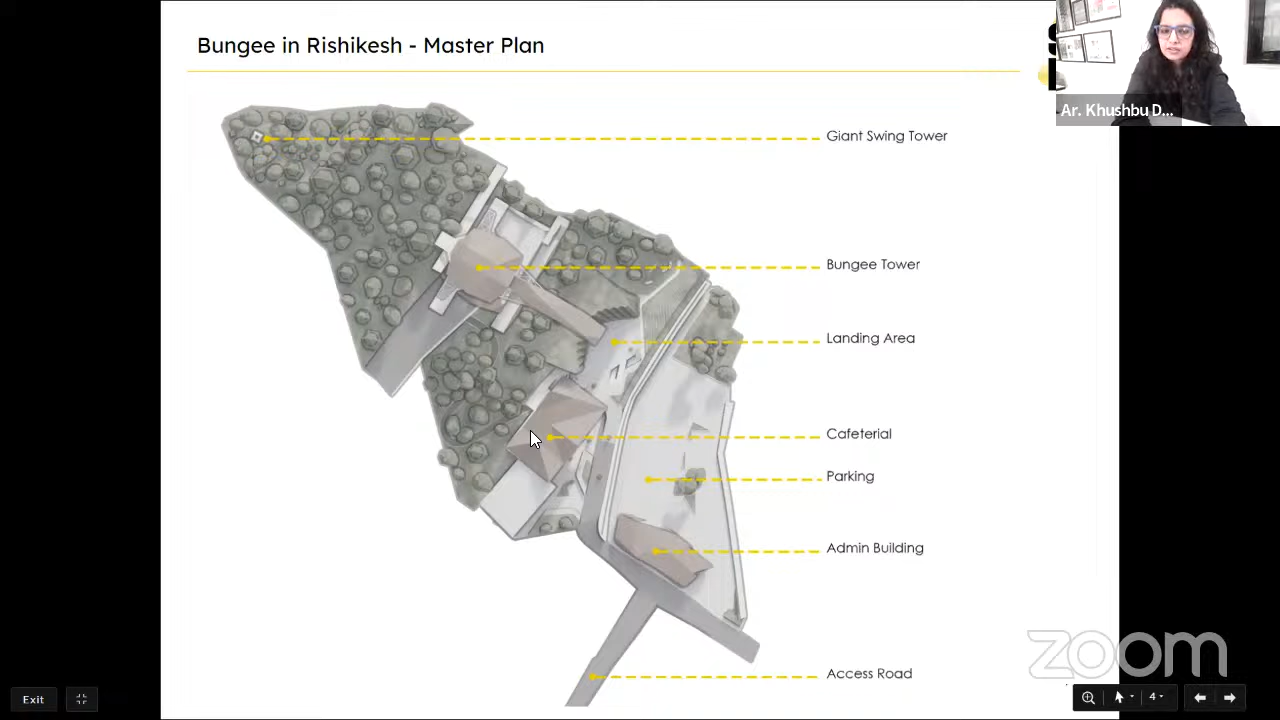 Bungee in Rishikesh - Master Plan
Ar. Khushbu D...
Giant Swing Tower
Bungee Tower
Landing Area
Cafeterial
Parking
Admin Building
Access Road
zoom
Exit
4